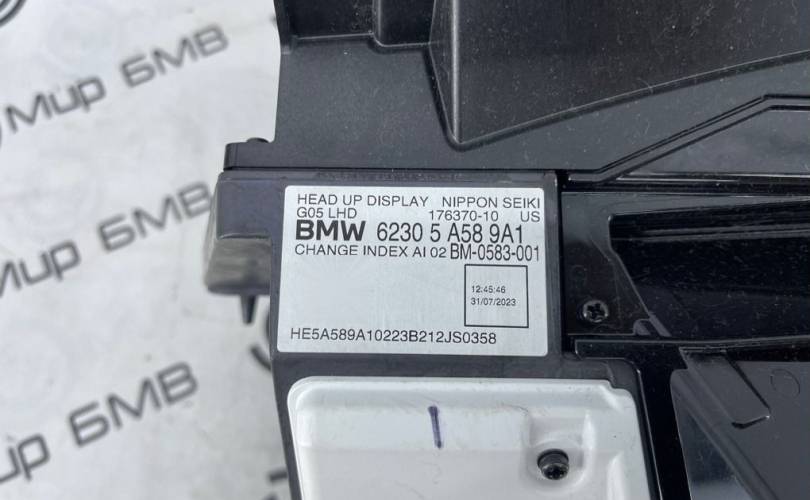 Мир БМВ
Мир БМВ
HEAD UP DISPLAY NIPPON SEIKI
G05 LHD 176370-10 US
BMW 6230 5 A58 9A1
CHANGE INDEX AI 02 BM-0583-001
12:45:46
31/07/2023
HE5A589A10223B212JS0358
Мир БМВ